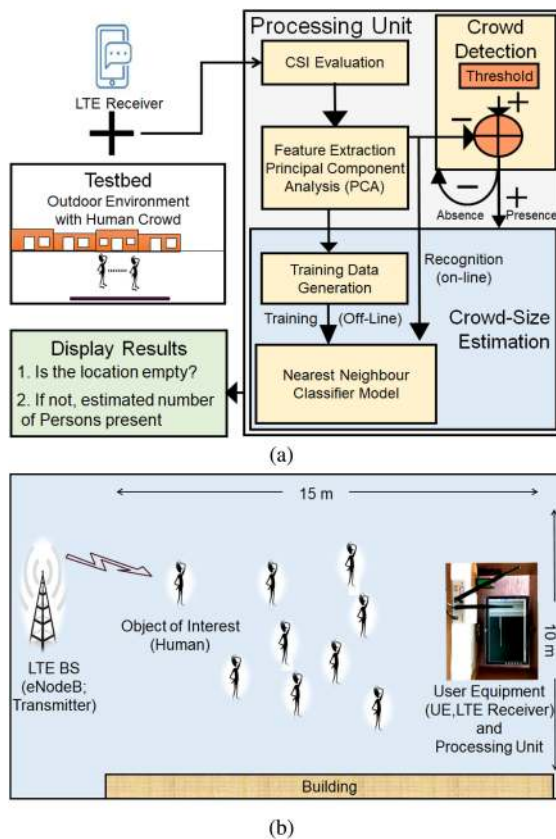 Processing Unit
LTE Receiver
CSI Evaluation
Crowd
Detection
Threshold
+
−
Feature Extraction
Principal Component
Analysis (PCA)
−
+
Absence
Presence
+
Testbed
Outdoor Environment
with Human Crowd
Training Data
Generation
Recognition
(on-line)
Training (Off-Line)
Crowd-Size
Estimation
Nearest Neighbour
Classifier Model
Display Results
1. Is the location empty?
2. If not, estimated number
of Persons present
(a)
15 m
10 m
Object of Interest
(Human)
LTE BS
(eNodeB;
Transmitter)
User Equipment
(UE,LTE Receiver)
and
Processing Unit
Building
(b)